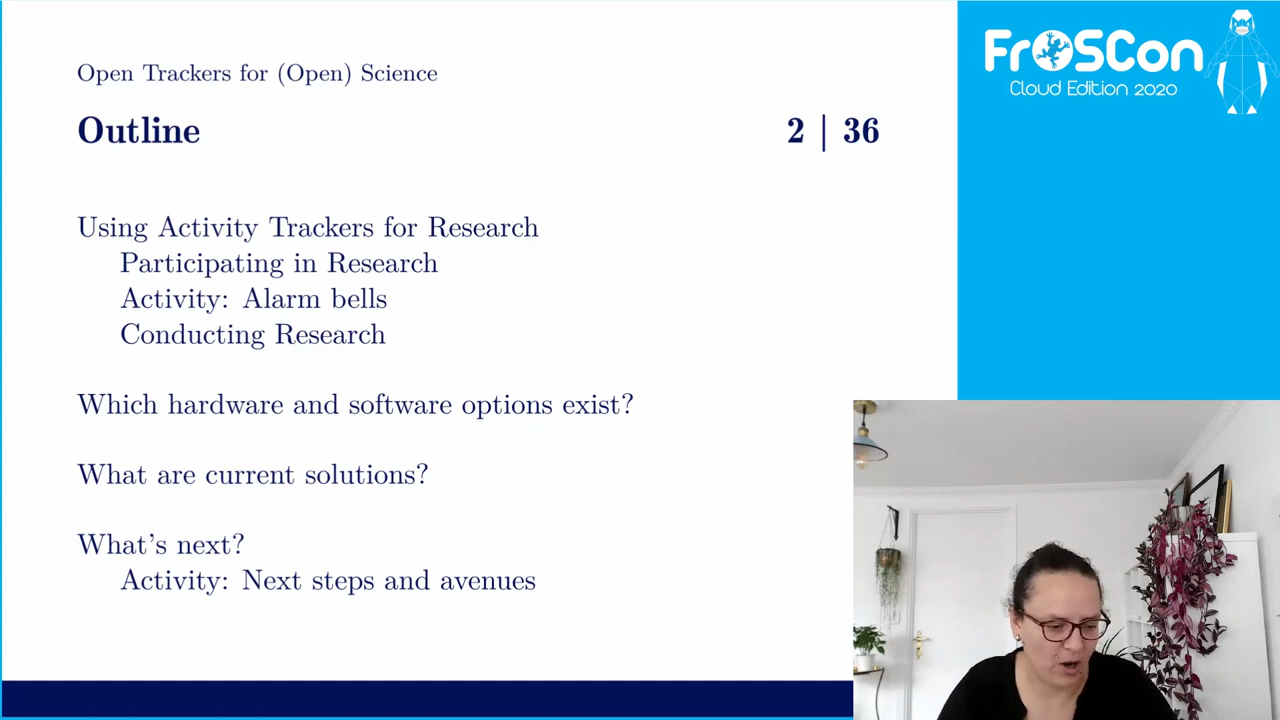 Open Trackers for (Open) Science
Outline
2 | 36
Using Activity Trackers for Research
Participating in Research
Activity: Alarm bells
Conducting Research
Which hardware and software options exist?
What are current solutions?
What's next?
Activity: Next steps and avenues
FrOSCon
Cloud Edition 2020